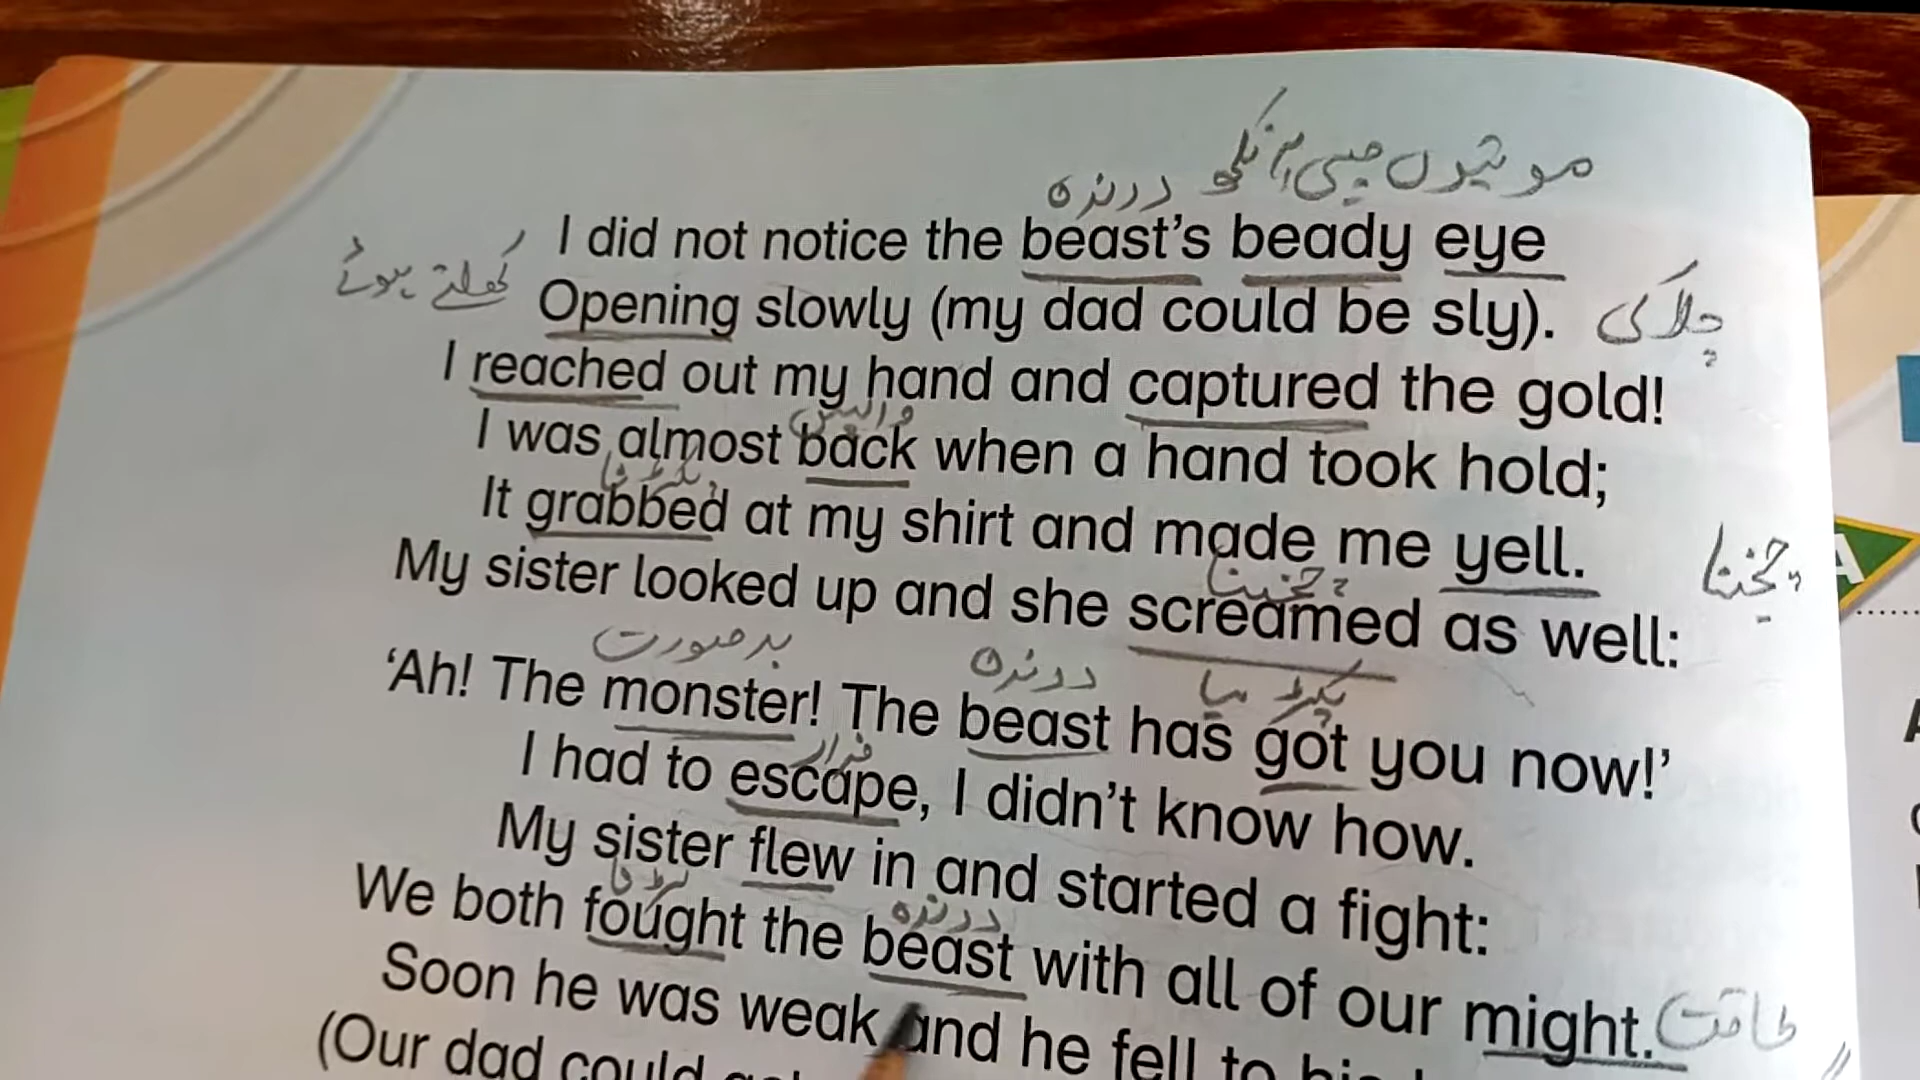 موتیوں جیسی آنکھ
درندہ
I did not notice the beast's beady eye
کھولتے ہوئے
Opening slowly (my dad could be sly).
چلاکی
I reached out my hand and captured the gold!
واپس
I was almost back when a hand took hold;
پکڑنا
It grabbed at my shirt and made me yell.
چیخنا
چیخنا
My sister looked up and she screamed as well:
بدصورت
درندہ
پکڑ لیا
'Ah! The monster! The beast has got you now!'
فرار
I had to escape, I didn't know how.
My sister flew in and started a fight:
لڑنا
درندہ
We both fought the beast with all of our might.
طاقت
Soon he was weak and he fell to
(Our dad could
A